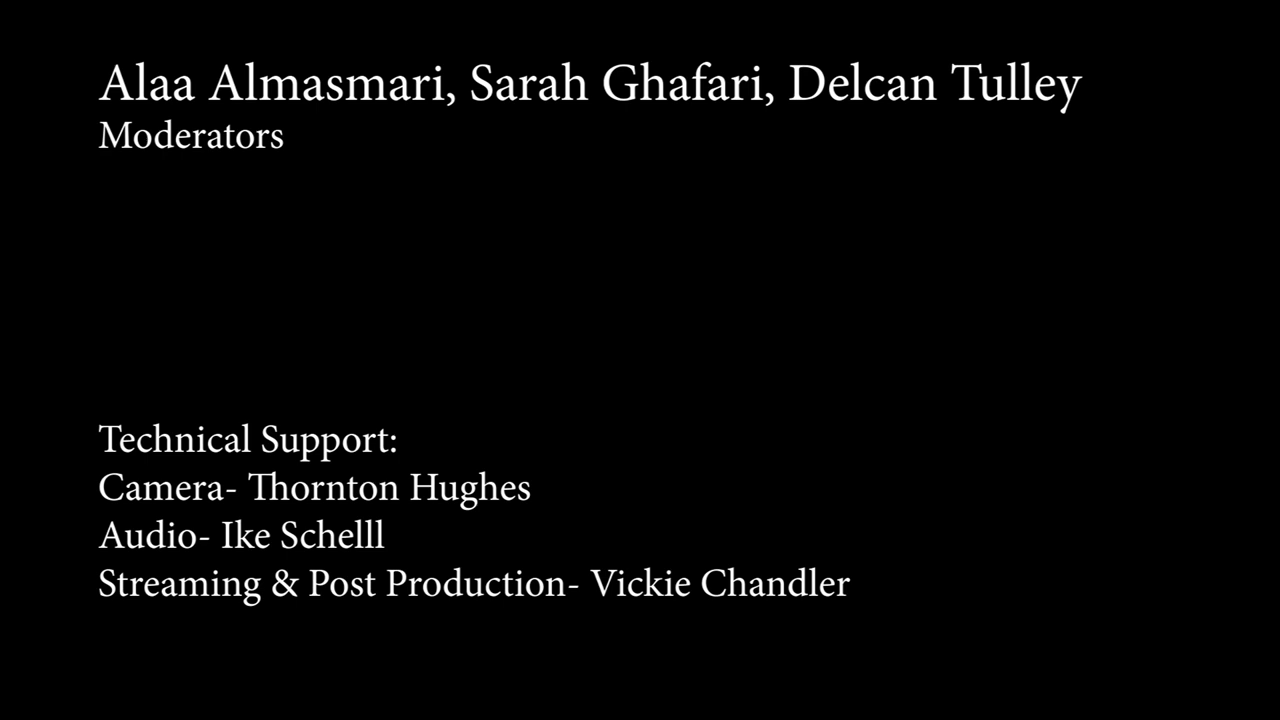 Alaa Almasmari, Sarah Ghafari, Delcan Tulley
Moderators
Technical Support:
Camera- Thornton Hughes
Audio- Ike Schelll
Streaming & Post Production- Vickie Chandler